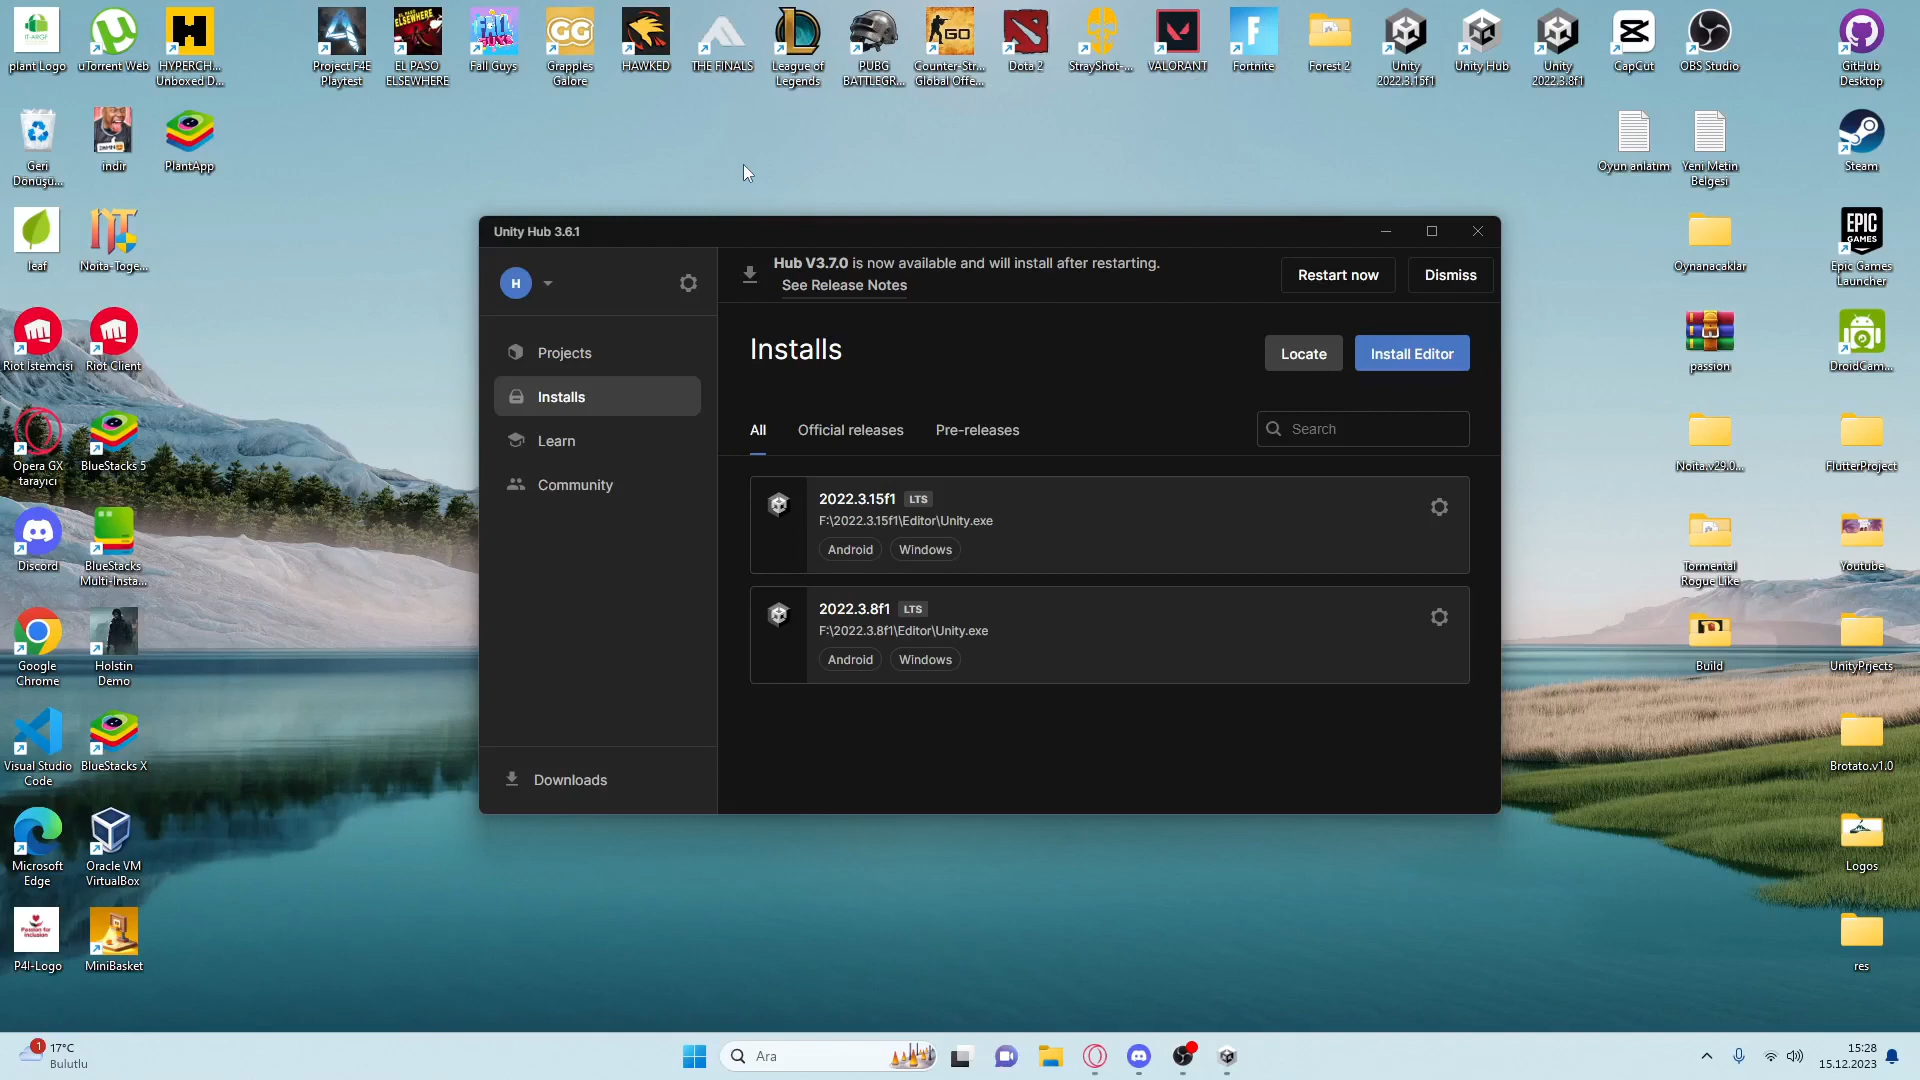 plant Logo
uTorrent Web
HYPERCH...
Unboxed D...
Project F4E
Playtest
EL PASO
ELSEWHERE
Fall Guys
Grapples
Galore
HAWKED
THE FINALS
League of
Legends
PUBG
BATTLEGR...
Counter-Str...
Global Offe...
Dota 2
StrayShot-...
VALORANT
Fortnite
Forest 2
Unity
2022.3.15f1
Unity Hub
Unity
2022.3.8f1
CapCut
OBS Studio
GitHub
Desktop
Geri
Dönüşü...
indir
PlantApp
Oyun anlatım
Yeni Metin
Belgesi
Steam
leaf
Noita-Toge...
Oynanacaklar
EPIC
GAMES
Epic Games
Launcher
Riot İstemcisi
Riot Client
passion
DroidCam...
Opera GX
tarayıcı
BlueStacks 5
Noita.v29.0...
FlutterProject
Discord
BlueStacks
Multi-Insta...
Tormental
Rogue Like
Youtube
Google
Chrome
Holstin
Demo
Build
UnityPrjects
Visual Studio
Code
BlueStacks X
Brotato.v1.0
Microsoft
Edge
Oracle VM
VirtualBox
Logos
P4I-Logo
MiniBasket
res
Unity Hub 3.6.1
H
Hub V3.7.0 is now available and will install after restarting.
See Release Notes
Restart now
Dismiss
Projects
Installs
Learn
Community
Downloads
Installs
Locate
Install Editor
All
Official releases
Pre-releases
Search
2022.3.15f1 LTS
F:\2022.3.15f1\Editor\Unity.exe
Android
Windows
2022.3.8f1 LTS
F:\2022.3.8f1\Editor\Unity.exe
Android
Windows
1
17°C
Bulutlu
Ara
15:28
15.12.2023